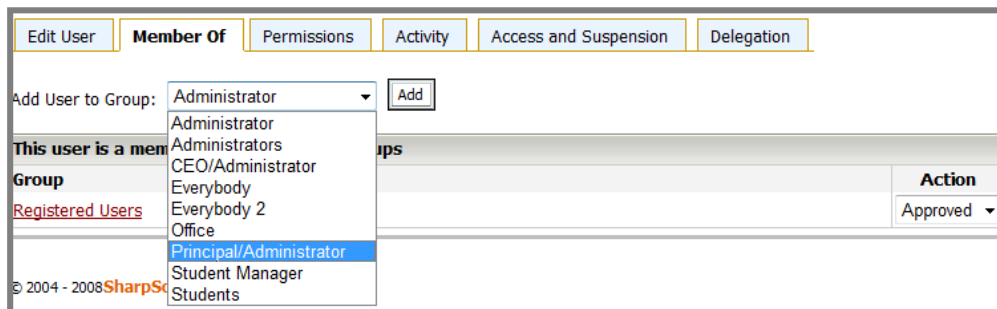 Edit User Member Of Permissions Activity Access and Suspension Delegation
Add User to Group: Administrator Add
Administrator
Administrators
CEO/Administrator
Everybody
Everybody 2
Office
Principal/Administrator
Student Manager
Students
This user is a mem ups
Group Action
Registered Users Approved
© 2004 - 2008SharpSc